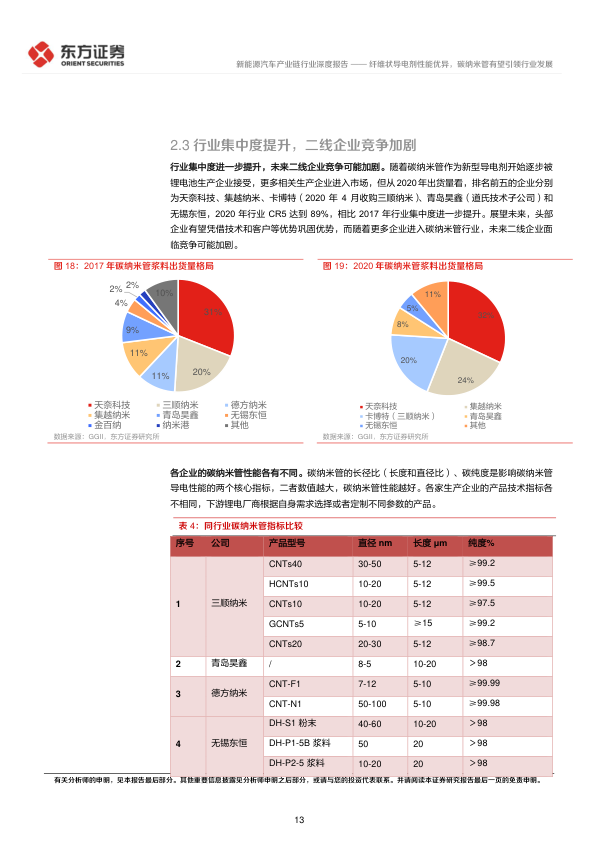 东方证券
ORIENT SECURITIES
新能源汽车产业链行业深度报告 —— 纤维状导电剂性能优异，碳纳米管有望引领行业发展
2.3 行业集中度提升，二线企业竞争加剧
行业集中度进一步提升，未来二线企业竞争可能加剧。随着碳纳米管作为新型导电剂开始逐步被
锂电池生产企业接受，更多相关生产企业进入市场，但从 2020 年出货量看，排名前五的企业分别
为天奈科技、集越纳米、卡博特（2020 年 4 月收购三顺纳米）、青岛昊鑫（道氏技术子公司）和
无锡东恒，2020 年行业 CR5 达到 89%，相比 2017 年行业集中度进一步提升。展望未来，头部
企业有望凭借技术和客户等优势巩固优势，而随着更多企业进入碳纳米管行业，未来二线企业面
临竞争可能加剧。
图 18：2017 年碳纳米管浆料出货量格局
2%
2%
10%
4%
9%
11%
11%
20%
天奈科技 三顺纳米 德方纳米
集越纳米 青岛昊鑫 无锡东恒
金百纳 纳米港 其他
数据来源：GGII，东方证券研究所
图 19：2020 年碳纳米管浆料出货量格局
11%
5%
8%
20%
24%
天奈科技 集越纳米
卡博特（三顺纳米） 青岛昊鑫
无锡东恒 其他
数据来源：GGII，东方证券研究所
各企业的碳纳米管性能各有不同。碳纳米管的长径比（长度和直径比）、碳纯度是影响碳纳米管
导电性能的两个核心指标，二者数值越大，碳纳米管性能越好。各家生产企业的产品技术指标各
不相同，下游锂电厂商根据自身需求选择或者定制不同参数的产品。
表 4：同行业碳纳米管指标比较
序号 公司 产品型号 直径 nm 长度 μm 纯度%
1 三顺纳米 CNTs40 30-50 5-12 ≥99.2
HCNTs10 10-20 5-12 ≥99.5
CNTs10 10-20 5-12 ≥97.5
GCNTs5 5-10 ≥15 ≥99.2
CNTs20 20-30 5-12 ≥98.7
2 青岛昊鑫 / 8-5 10-20 >98
3 德方纳米 CNT-F1 7-12 5-10 ≥99.99
CNT-N1 50-100 5-10 ≥99.98
4 无锡东恒 DH-S1 粉末 40-60 10-20 >98
DH-P1-5B 浆料 50 20 >98
DH-P2-5 浆料 10-20 20 >98
有关分析师的申明，见本报告最后部分。其他重要信息披露见分析师申明之后部分，或请与您的投资代表联系。并请阅读本证券研究报告最后一页的免责申明。
13